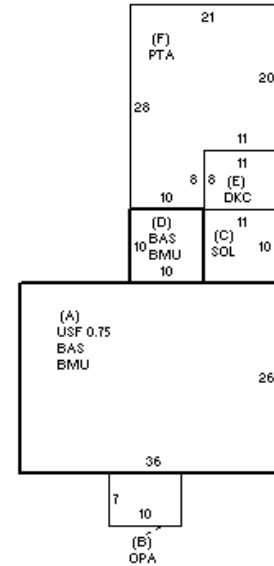 21
(F)
PTA
20
28
11
11
8
8
(E)
DKC
10
(D)
BAS
BMU
10
10
11
(C)
SOL
10
(A)
USF 0.75
BAS
BMU
26
36
7
10
(B)
OPA